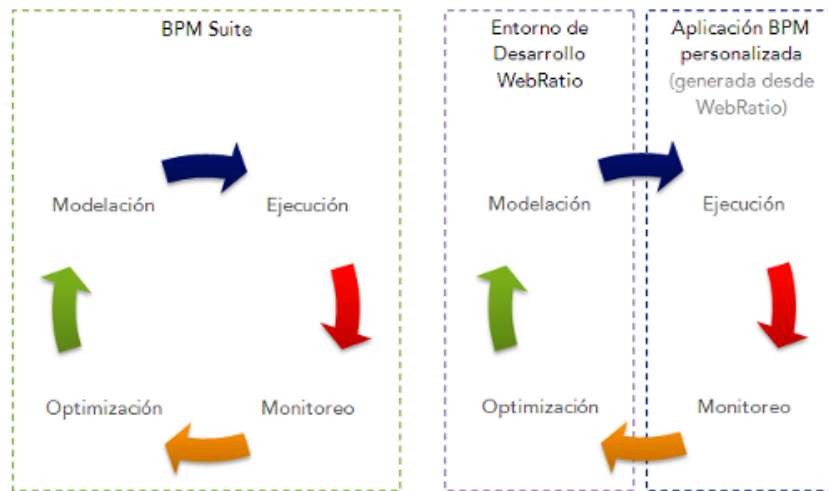 BPM Suite
Modelación
Ejecución
Optimización
Monitoreo
Entorno de
Desarrollo
WebRatio
Aplicación BPM
personalizada
(generada desde
WebRatio)
Modelación
Ejecución
Optimización
Monitoreo